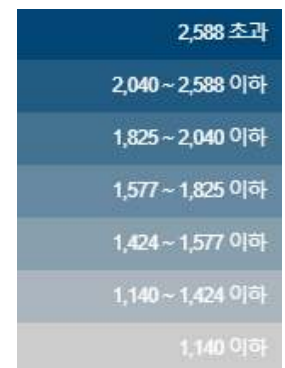 2,588 초과
2,040 ~ 2,588 이하
1,825 ~ 2,040 이하
1,577 ~ 1,825 이하
1,424 ~ 1,577 이하
1,140 ~ 1,424 이하
1,140 이하